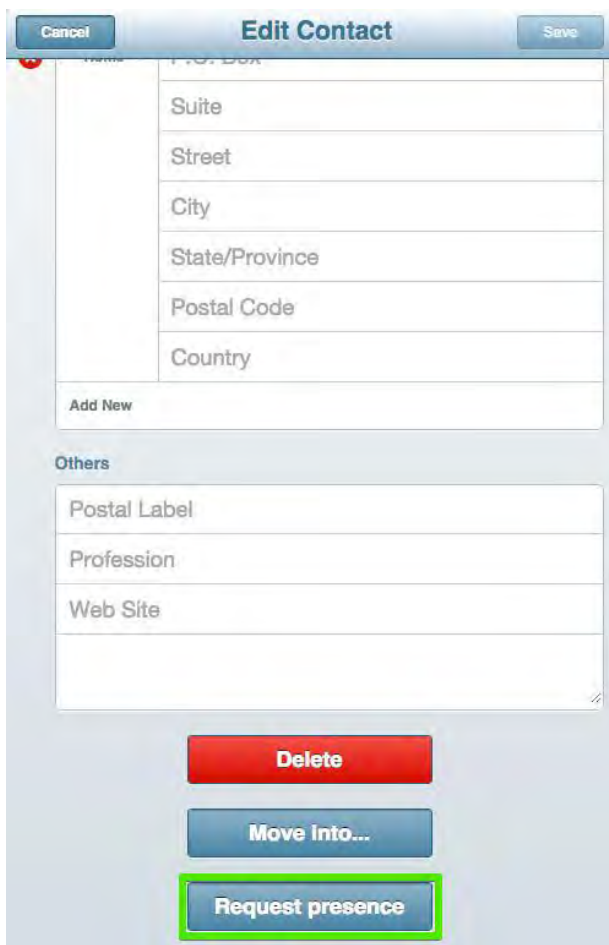 Cancel
Edit Contact
Save
P.O. Box
Suite
Street
City
State/Province
Postal Code
Country
Add New
Others
Postal Label
Profession
Web Site
Delete
Move into...
Request presence